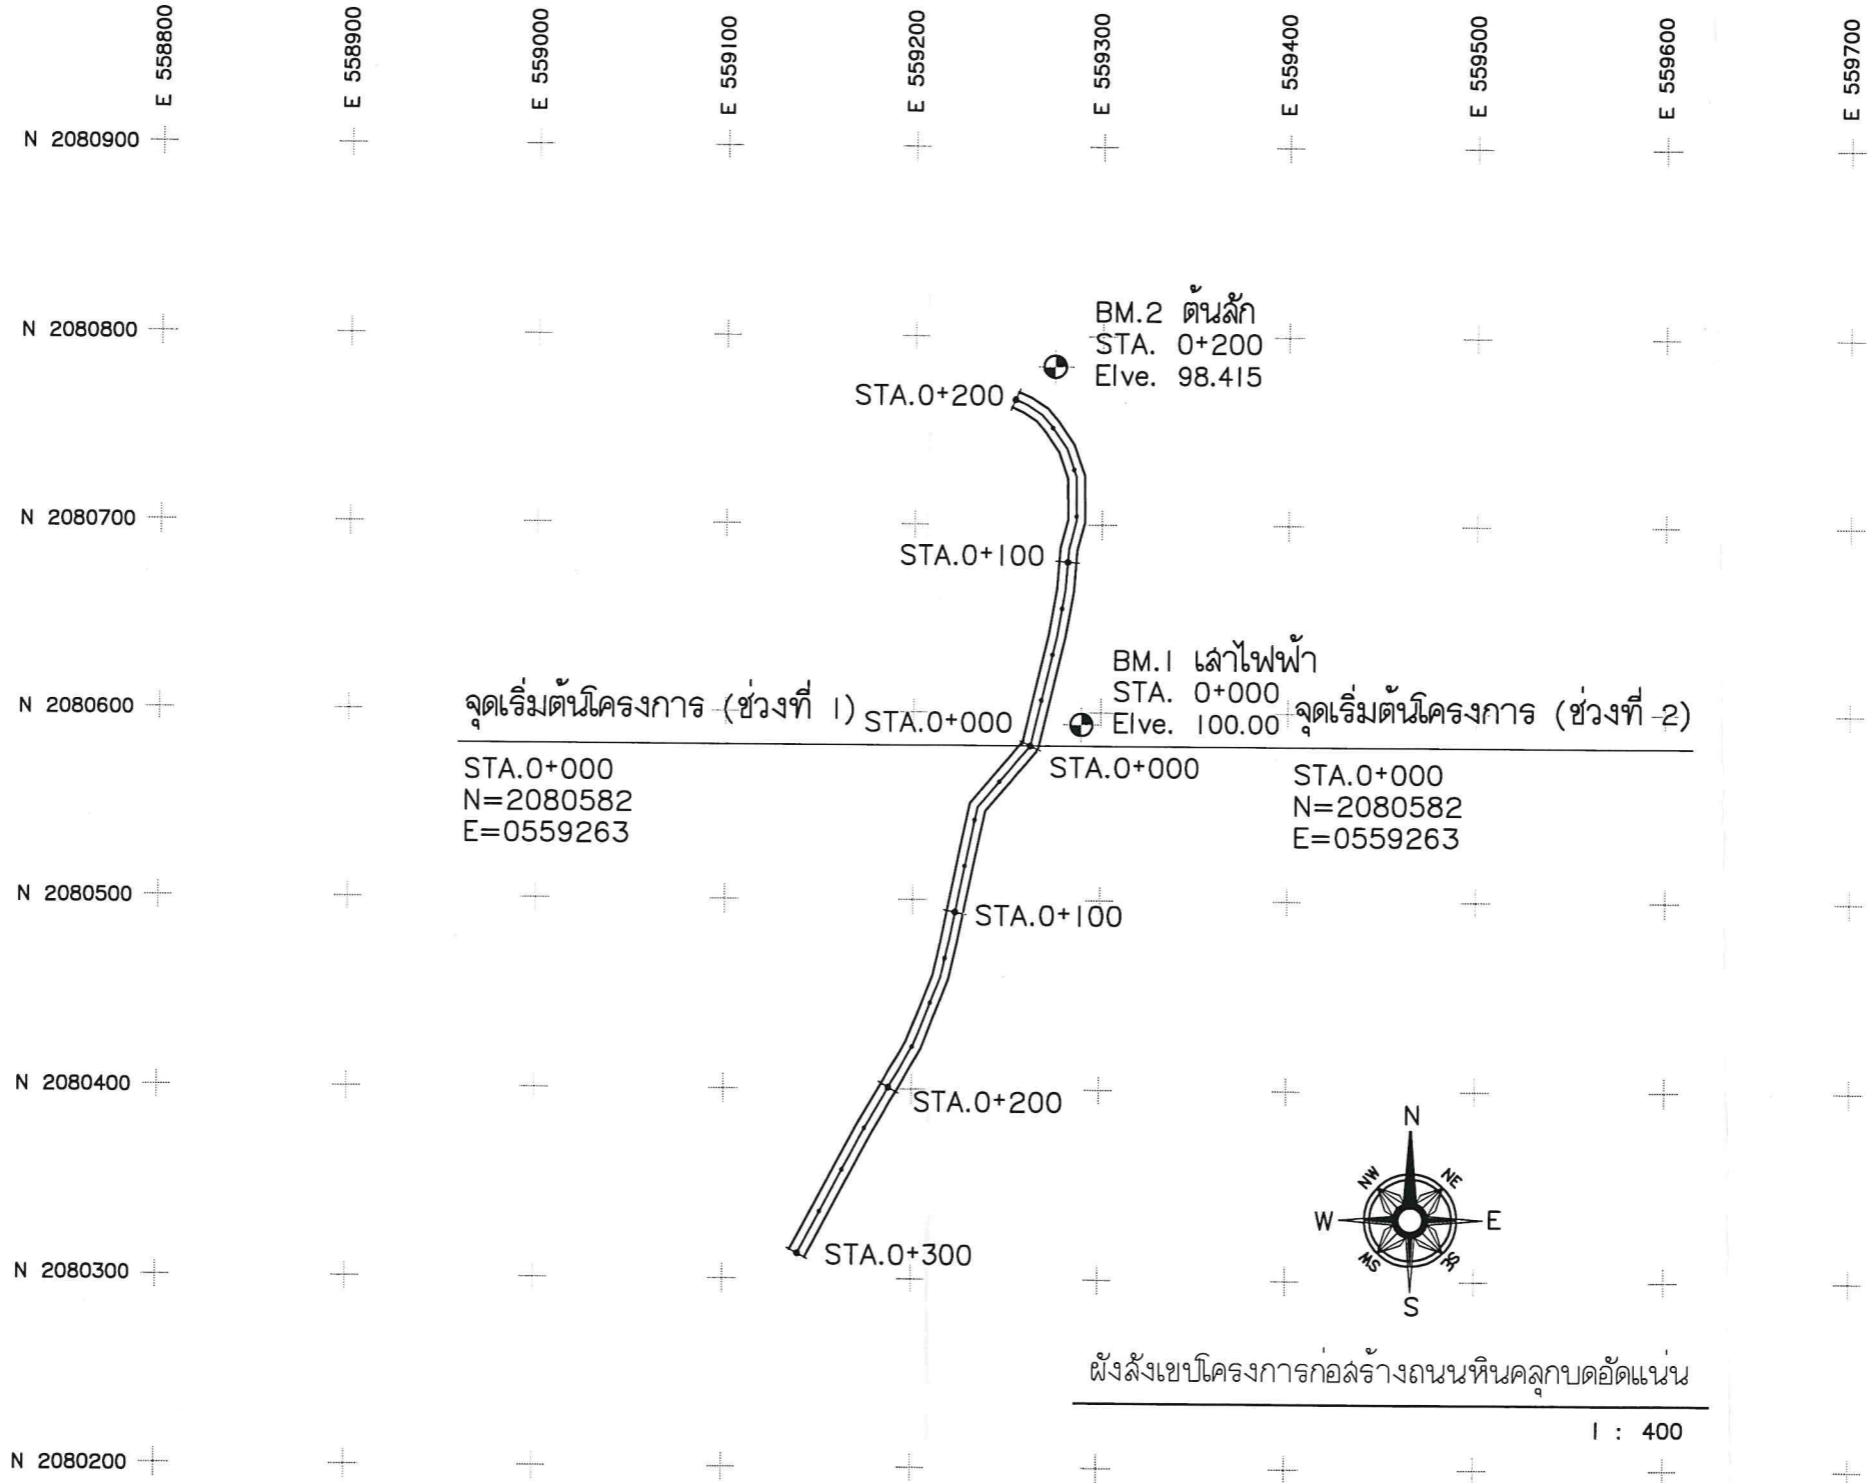 E 558800
E 558900
E 559000
E 559100
E 559200
E 559300
E 559400
E 559500
E 559600
E 559700
N 2080900
N 2080800
BM.2 ต้นสัก
STA. 0+200
Elve. 98.415
STA.0+200
N 2080700
STA.0+100
BM.1 เสาไฟฟ้า
STA. 0+000
Elve. 100.00
N 2080600
จุดเริ่มต้นโครงการ (ช่วงที่ 1)
STA.0+000
จุดเริ่มต้นโครงการ (ช่วงที่ 2)
STA.0+000
N=2080582
E=0559263
STA.0+000
STA.0+000
N=2080582
E=0559263
N 2080500
STA.0+100
N 2080400
STA.0+200
N
NW
NE
W
E
SW
SE
S
N 2080300
STA.0+300
ผังสังเขปโครงการก่อสร้างถนนหินคลุกบดอัดแน่น
1 : 400
N 2080200